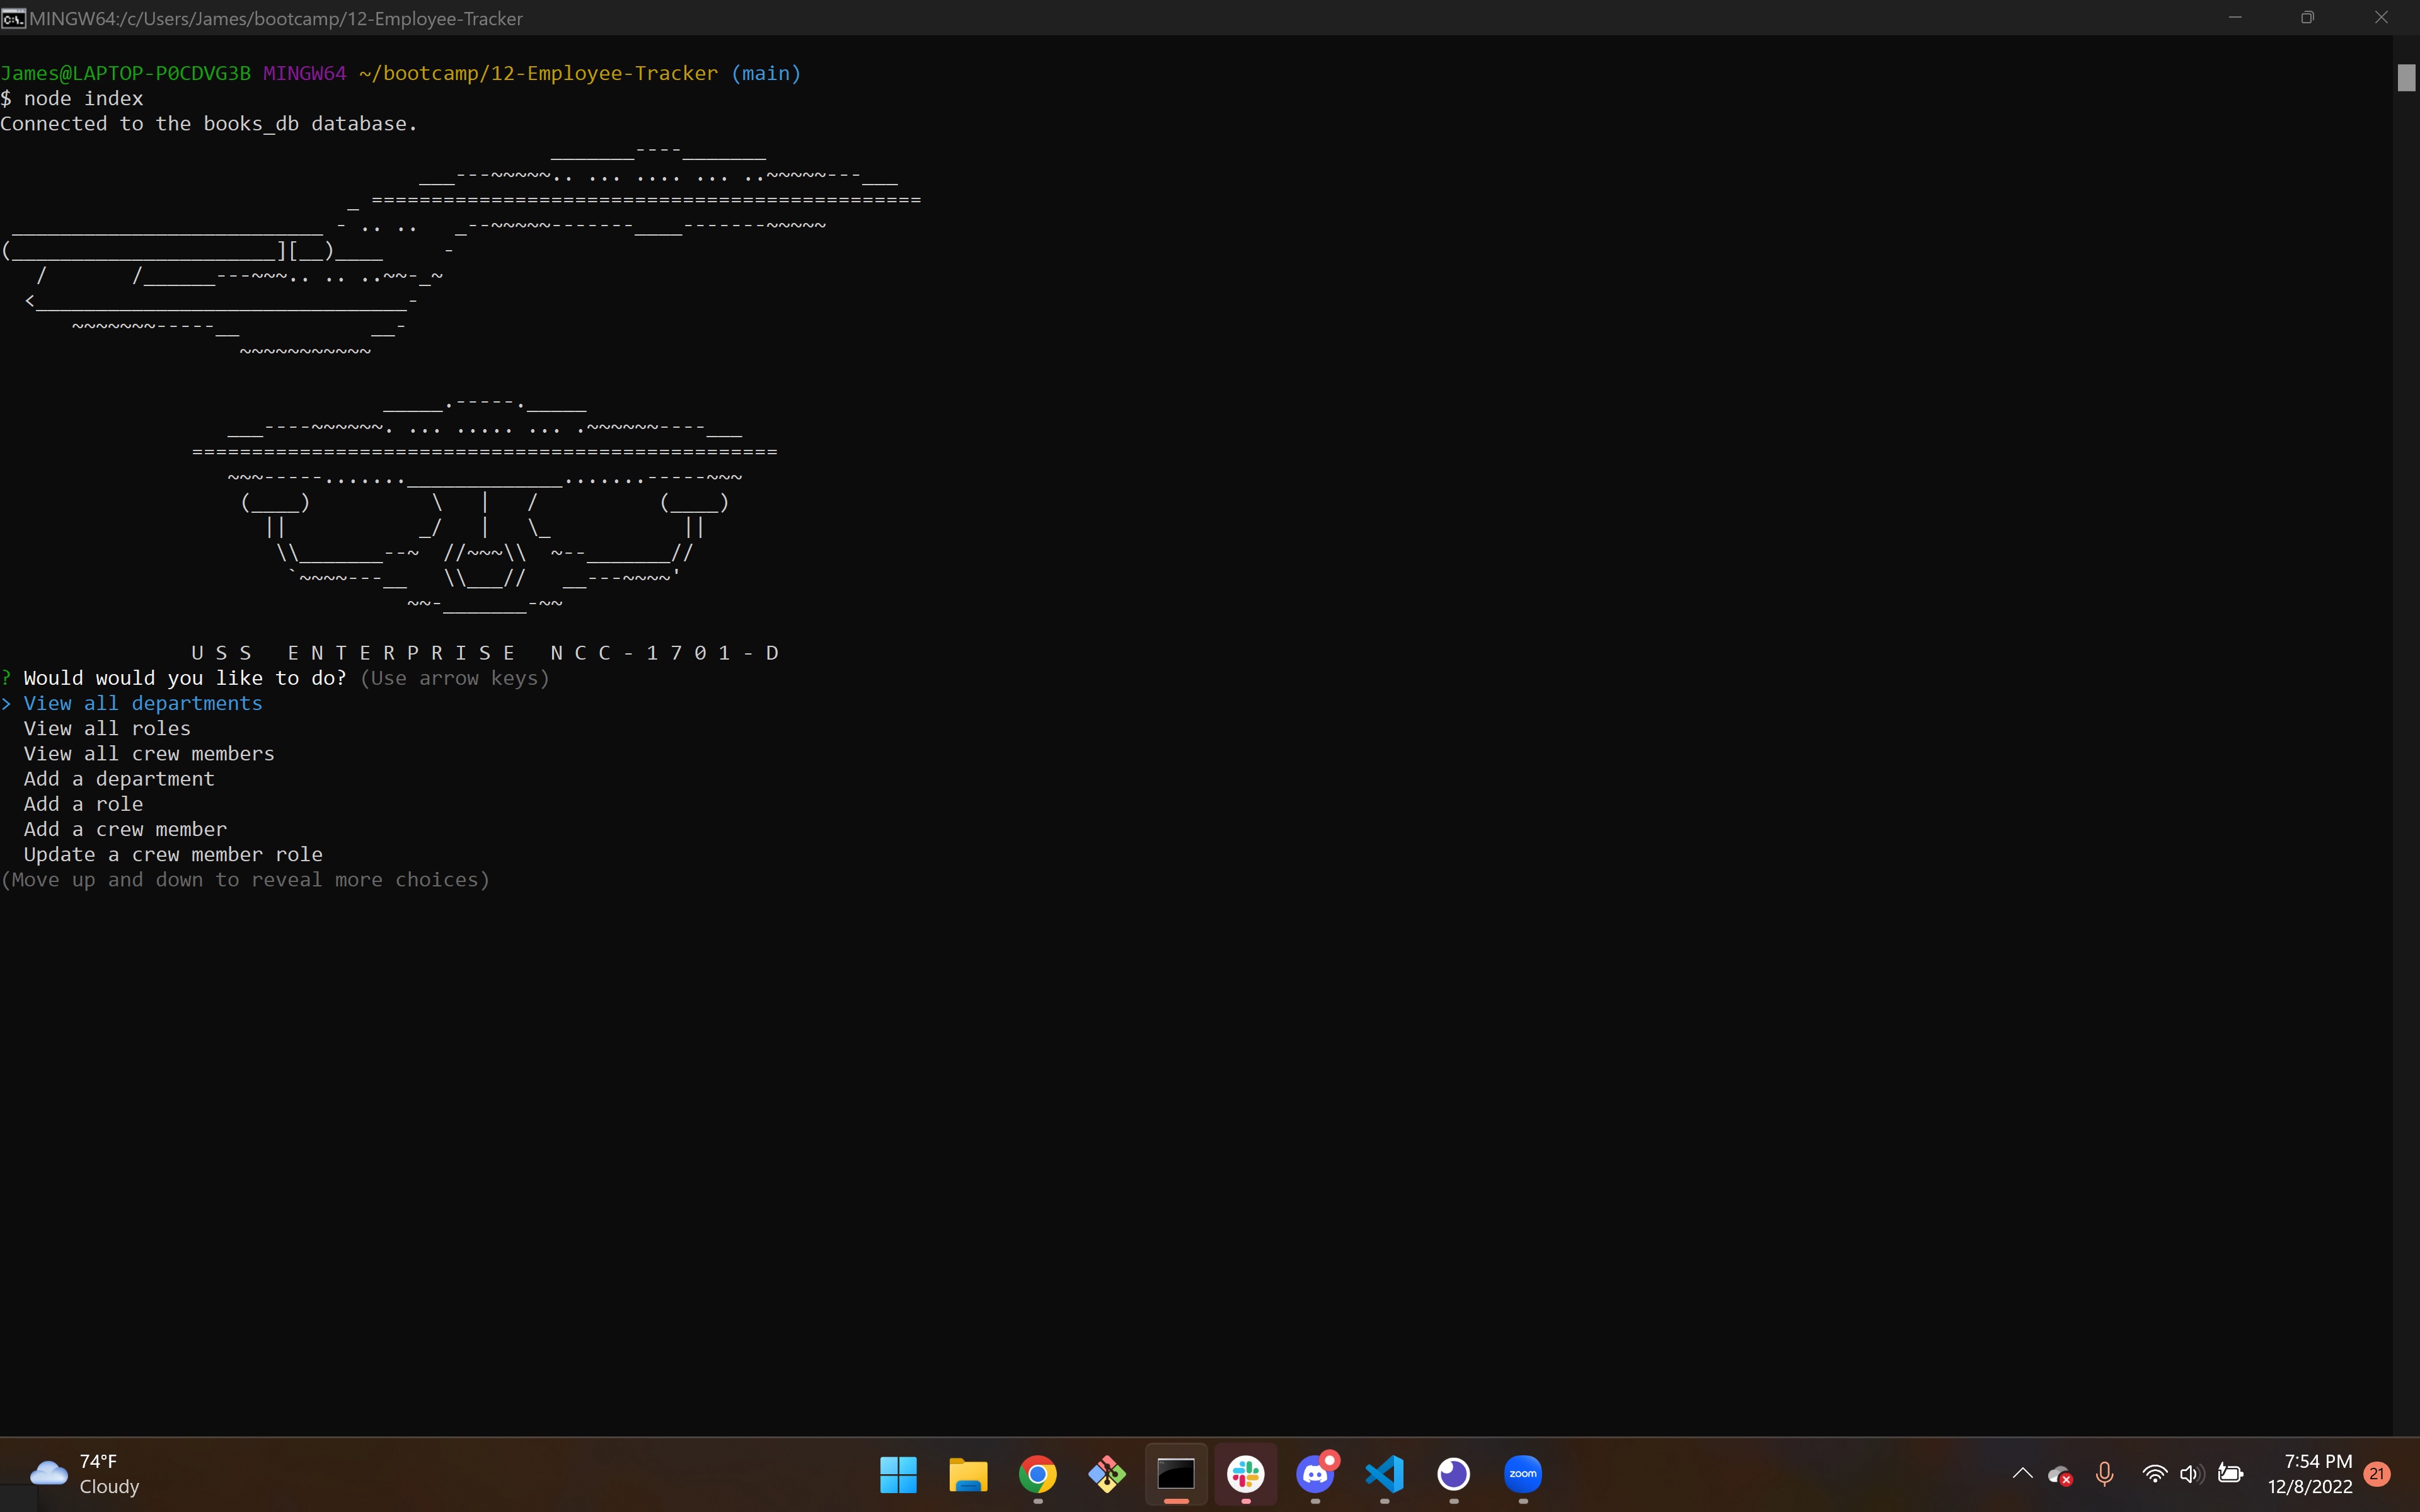 MINGW64:/c/Users/James/bootcamp/12-Employee-Tracker
James@LAPTOP-P0CDVG3B MINGW64 ~/bootcamp/12-Employee-Tracker (main)
$ node index
Connected to the books_db database.
U S S   E N T E R P R I S E   N C C - 1 7 0 1 - D
? Would would you like to do? (Use arrow keys)
> View all departments
View all roles
View all crew members
Add a department
Add a role
Add a crew member
Update a crew member role
(Move up and down to reveal more choices)
74°F
Cloudy
zoom
7:54 PM
12/8/2022
21